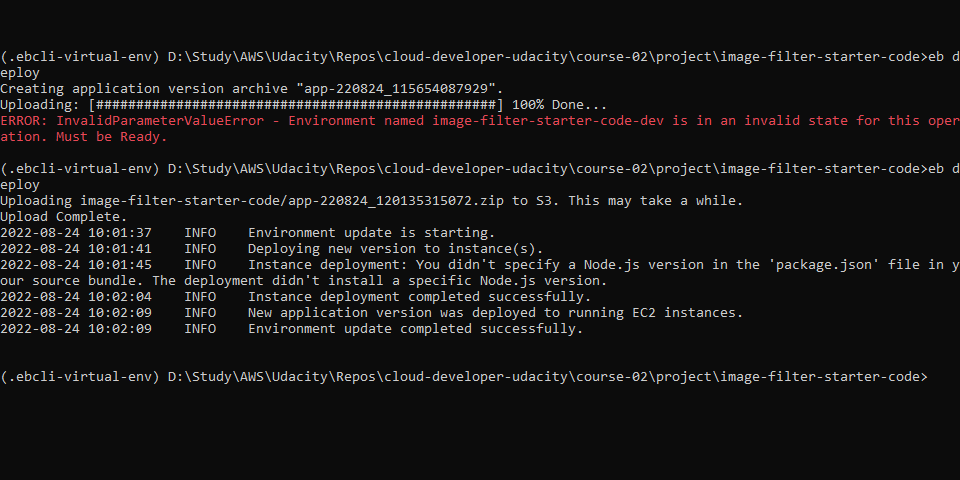 (.ebcli-virtual-env) D:\Study\AWS\Udacity\Repos\cloud-developer-udacity\course-02\project\image-filter-starter-code>eb d
eploy
Creating application version archive "app-220824_115654087929".
Uploading: [##################################################] 100% Done...
ERROR: InvalidParameterValueError - Environment named image-filter-starter-code-dev is in an invalid state for this oper
ation. Must be Ready.
(.ebcli-virtual-env) D:\Study\AWS\Udacity\Repos\cloud-developer-udacity\course-02\project\image-filter-starter-code>eb d
eploy
Uploading image-filter-starter-code/app-220824_120135315072.zip to S3. This may take a while.
Upload Complete.
2022-08-24 10:01:37    INFO    Environment update is starting.
2022-08-24 10:01:41    INFO    Deploying new version to instance(s).
2022-08-24 10:01:45    INFO    Instance deployment: You didn't specify a Node.js version in the 'package.json' file in y
our source bundle. The deployment didn't install a specific Node.js version.
2022-08-24 10:02:04    INFO    Instance deployment completed successfully.
2022-08-24 10:02:09    INFO    New application version was deployed to running EC2 instances.
2022-08-24 10:02:09    INFO    Environment update completed successfully.
(.ebcli-virtual-env) D:\Study\AWS\Udacity\Repos\cloud-developer-udacity\course-02\project\image-filter-starter-code>